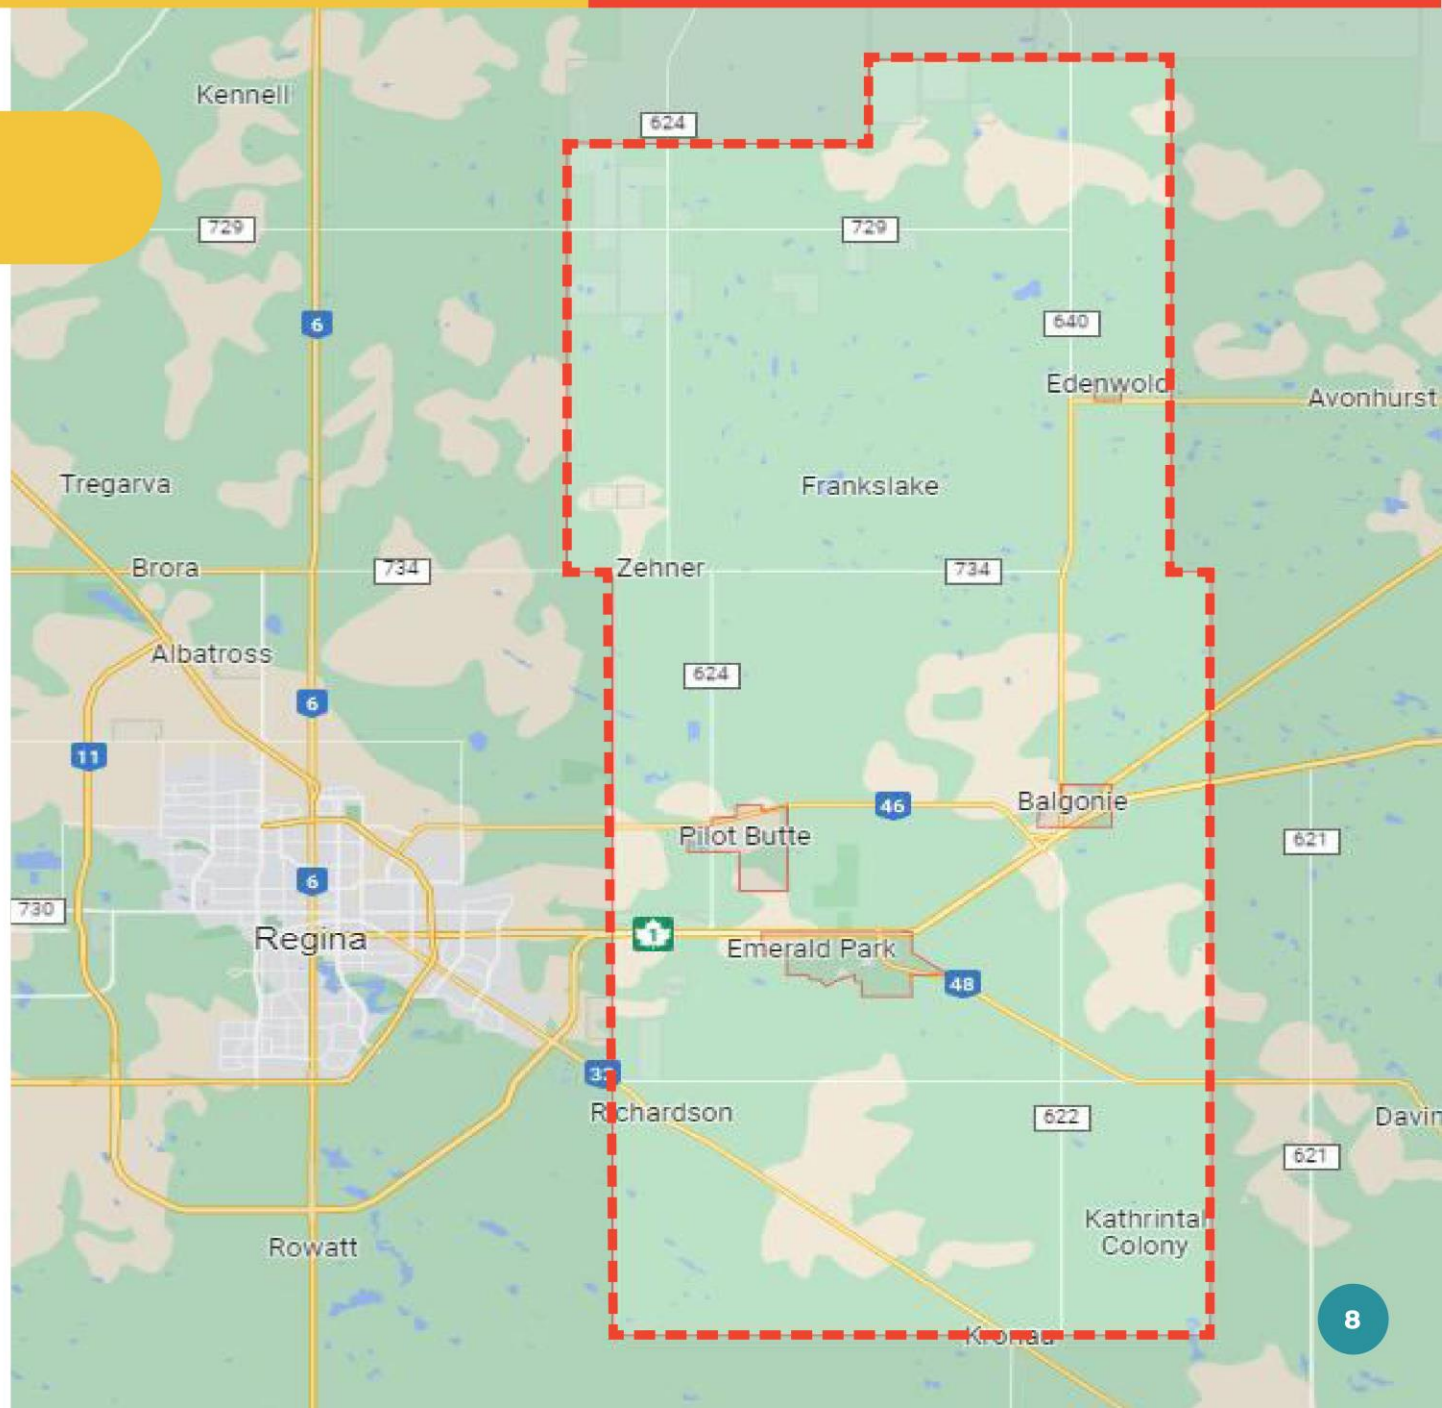 Kennell
624
729
729
6
640
Edenwold
Avonhurst
Tregarva
Frankslake
Brora
734
Zehner
734
Albatross
624
6
11
46
Balgonie
Pilot Butte
621
6
730
Regina
1
Emerald Park
48
33
Richardson
622
Davin
621
Kathrintal
Colony
Rowatt
8
Kronau